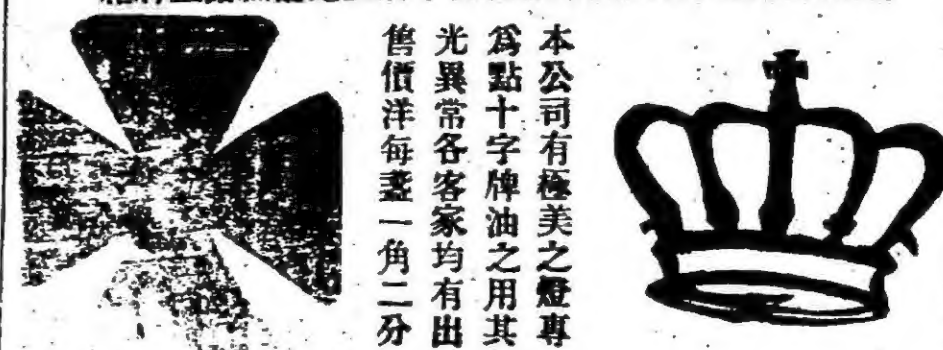 本公司有極美之燈專
爲點十字牌油之用其
光異常各客家均有出
售價洋每盞一角二分